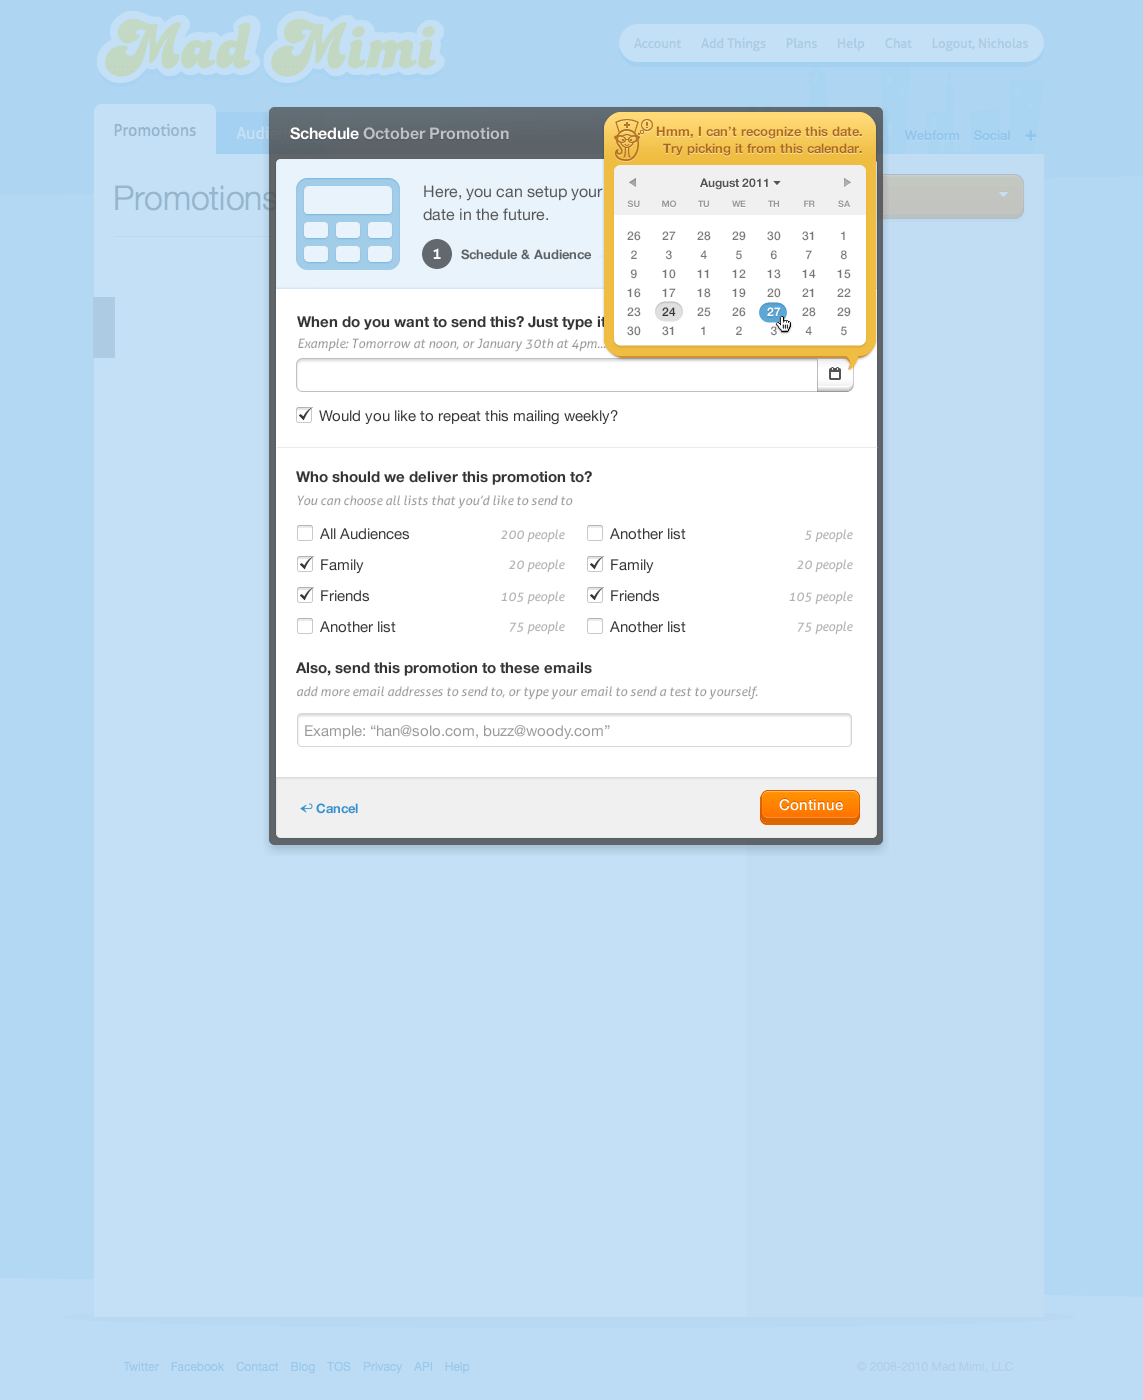 Mad Mimi
Account Add Things Plans Help Chat Logout, Nicholas
Promotions
Webform Social +
Promotions
Schedule October Promotion
Hmm, I can't recognize this date.
Try picking it from this calendar.
Here, you can setup your
date in the future.
1 Schedule & Audience
August 2011
SU MO TU WE TH FR SA
26 27 28 29 30 31 1
2 3 4 5 6 7 8
9 10 11 12 13 14 15
16 17 18 19 20 21 22
23 24 25 26 27 28 29
30 31 1 2 3 4 5
When do you want to send this? Just type it
Example: Tomorrow at noon, or January 30th at 4pm...
Would you like to repeat this mailing weekly?
Who should we deliver this promotion to?
You can choose all lists that you'd like to send to
All Audiences 200 people Another list 5 people
Family 20 people Family 20 people
Friends 105 people Friends 105 people
Another list 75 people Another list 75 people
Also, send this promotion to these emails
add more email addresses to send to, or type your email to send a test to yourself.
Example: “han@solo.com, buzz@woody.com”
Cancel
Continue
Twitter Facebook Contact Blog TOS Privacy API Help
© 2008-2010 Mad Mimi, LLC